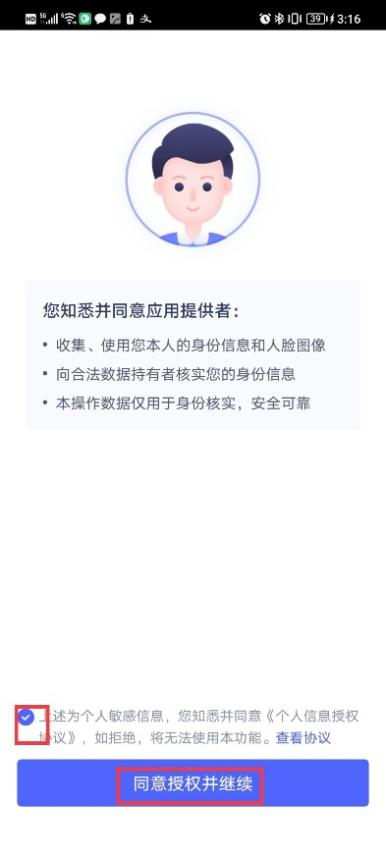 HD 5G 6 39 3:16
您知悉并同意应用提供者：
• 收集、使用您本人的身份信息和人脸图像
• 向合法数据持有者核实您的身份信息
• 本操作数据仅用于身份核实，安全可靠
上述为个人敏感信息，您知悉并同意《个人信息授权
协议》，如拒绝，将无法使用本功能。查看协议
同意授权并继续